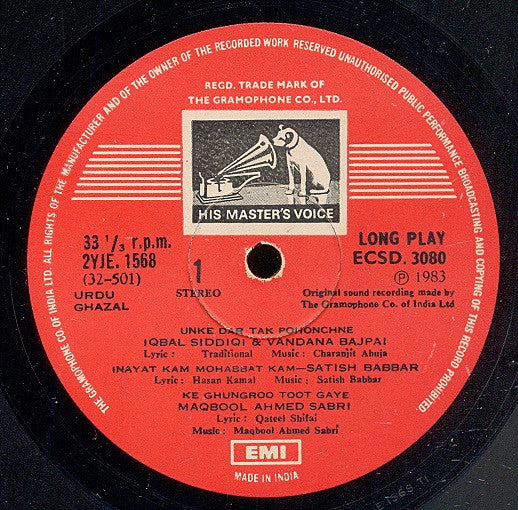 THE GRAMOPHONE CO. OF INDIA LTD. ALL RIGHTS OF THE MANUFACTURER AND OF THE OWNER OF THE RECORDED WORK RESERVED UNAUTHORISED PUBLIC PERFORMANCE BROADCASTING AND COPYING OF THIS RECORD PROHIBITED.
REGD. TRADE MARK OF
THE GRAMOPHONE CO., LTD.
HIS MASTER'S VOICE
33 1/3 r.p.m.
2YJE. 1568
(32-501)
URDU
GHAZAL
1
STEREO
LONG PLAY
ECSD. 3080
Ⓟ 1983
Original sound recording made by
The Gramophone Co. of India Ltd
UNKE DAR TAK POHONCHNE
IQBAL SIDDIQI & VANDANA BAJPAI
Lyric : Traditional Music : Charanjit Ahuja
INAYAT KAM MOHABBAT KAM—SATISH BABBAR
Lyric : Hasan Kamal Music : Satish Babbar
KE GHUNGROO TOOT GAYE
MAQBOOL AHMED SABRI
Lyric : Qateel Shifai
Music : Maqbool Ahmed Sabri
EMI
MADE IN INDIA